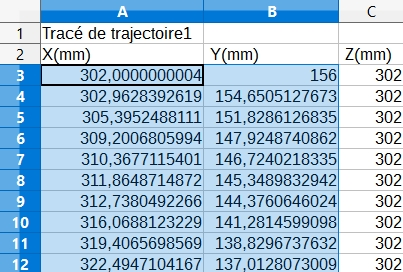 A B C
1 Tracé de trajectoire1
2 X(mm) Y(mm) Z(mm)
3 302,0000000004 156 302
4 302,9628392619 154,6505127673 302
5 305,3952488111 151,8286126835 302
6 309,2006805994 147,9248740862 302
7 310,3677115401 146,7240218335 302
8 311,8648714872 145,3489832942 302
9 312,7380492266 144,3760646024 302
10 316,0688123229 141,2814599098 302
11 319,4065698569 138,8296737632 302
12 322,4947104167 137,0128073009 302